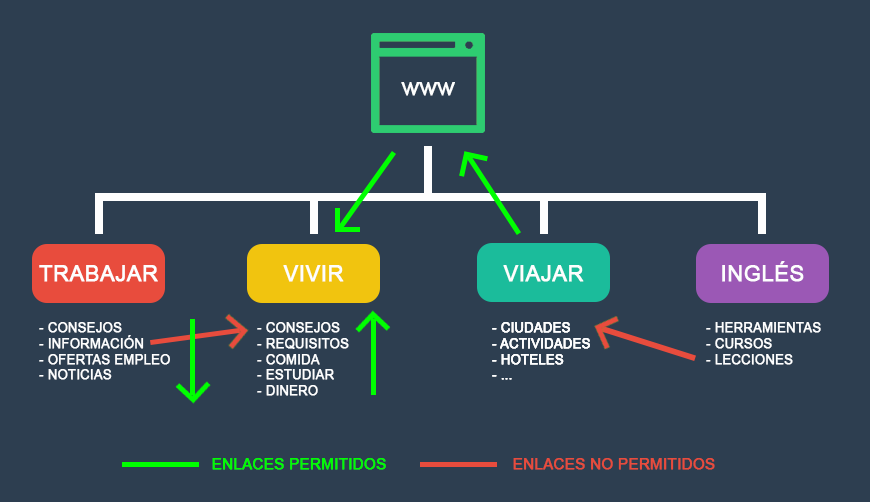 WWW
TRABAJAR
VIVIR
VIAJAR
INGLÉS
- CONSEJOS
- INFORMACIÓN
- OFERTAS EMPLEO
- NOTICIAS
- CONSEJOS
- REQUISITOS
- COMIDA
- ESTUDIAR
- DINERO
- CIUDADES
- ACTIVIDADES
- HOTELES
- ...
- HERRAMIENTAS
- CURSOS
- LECCIONES
ENLACES PERMITIDOS
ENLACES NO PERMITIDOS